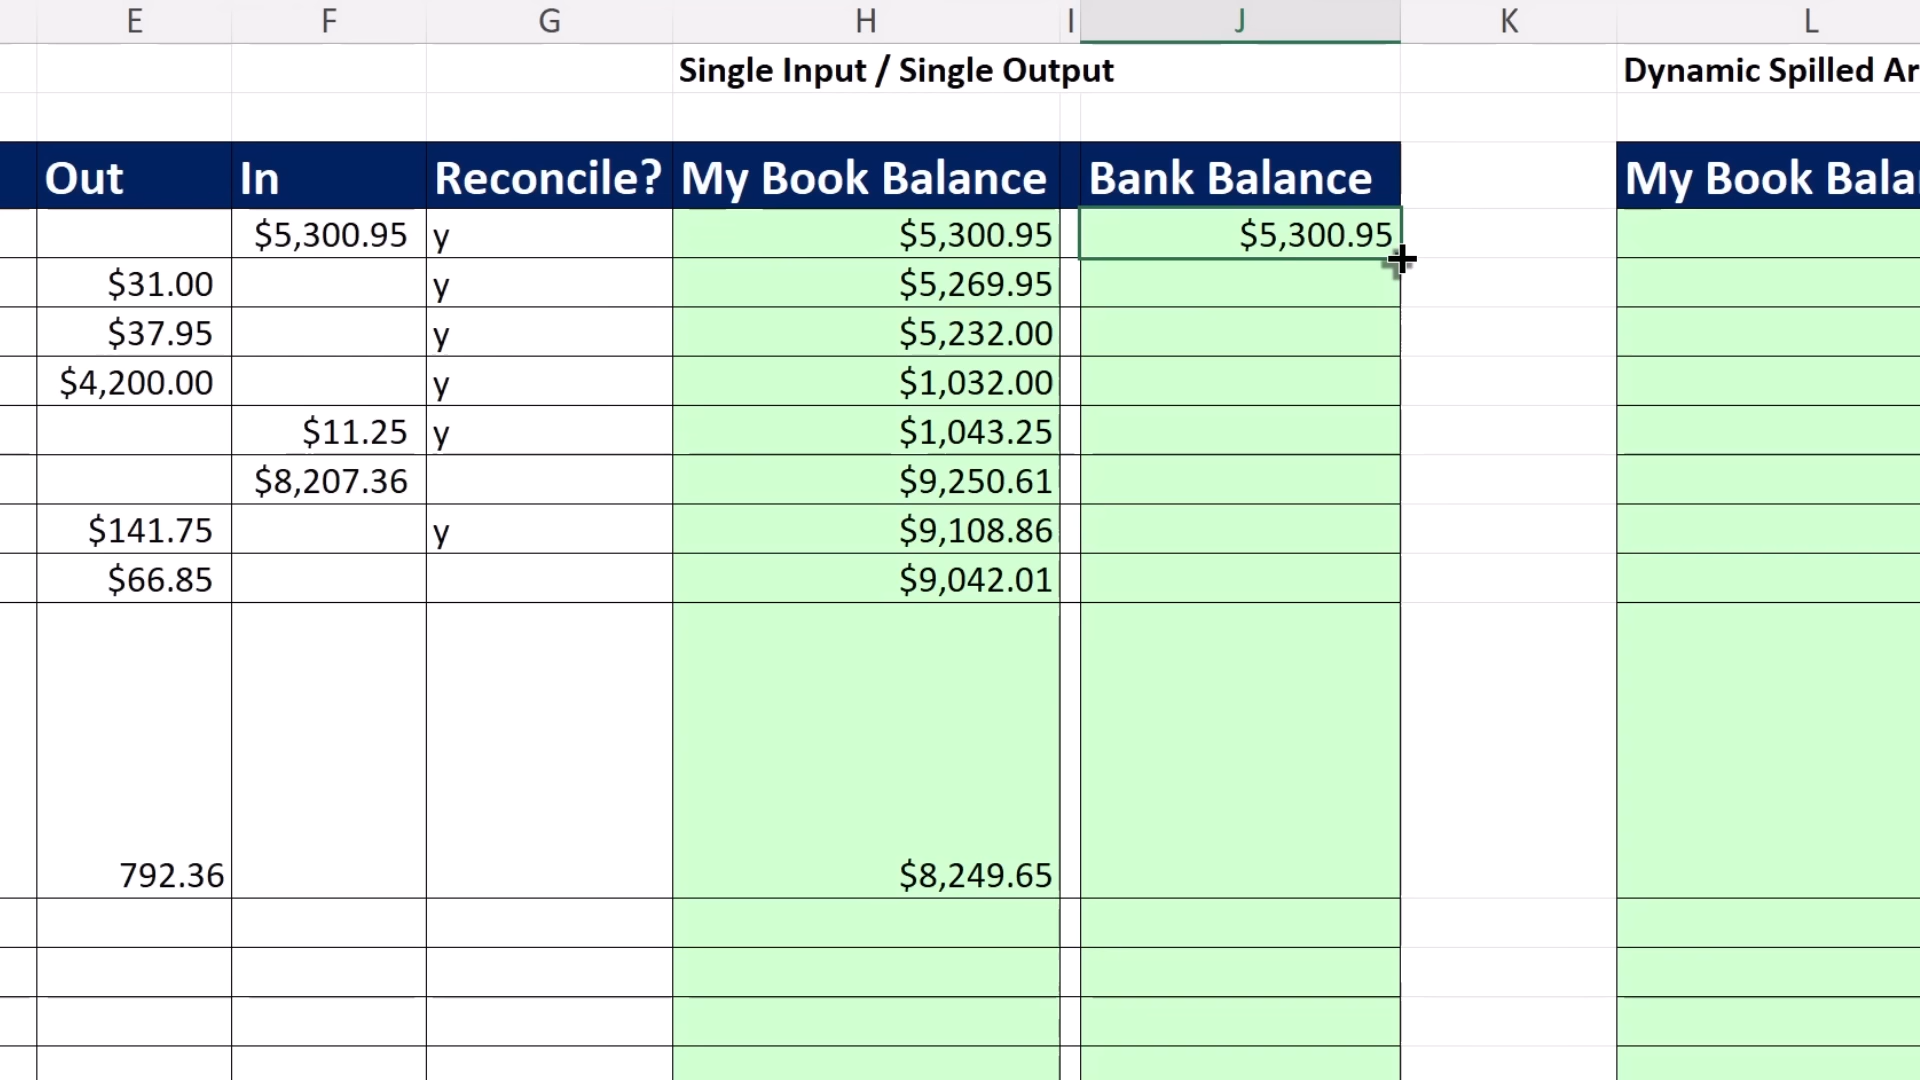 E F G H I J K L
Single Input / Single Output Dynamic Spilled Ar
Out In Reconcile? My Book Balance Bank Balance My Book Bala
$5,300.95 y $5,300.95 $5,300.95
$31.00 y $5,269.95
$37.95 y $5,232.00
$4,200.00 y $1,032.00
$11.25 y $1,043.25
$8,207.36 $9,250.61
$141.75 y $9,108.86
$66.85 $9,042.01
792.36 $8,249.65